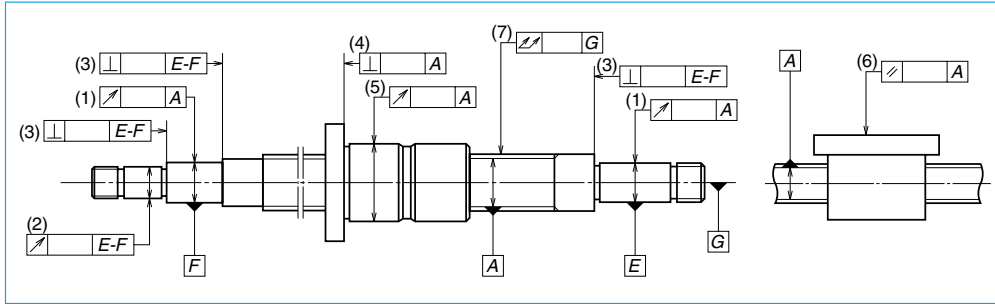 (7) G
(3) ⊥ E-F
(4) ⊥ A
A
(6) ⫽ A
(3) ⊥ E-F
(1) ↗ A
(5) ↗ A
(1) ↗ A
(3) ⊥ E-F
(2)
↗ E-F
G
F
A
E